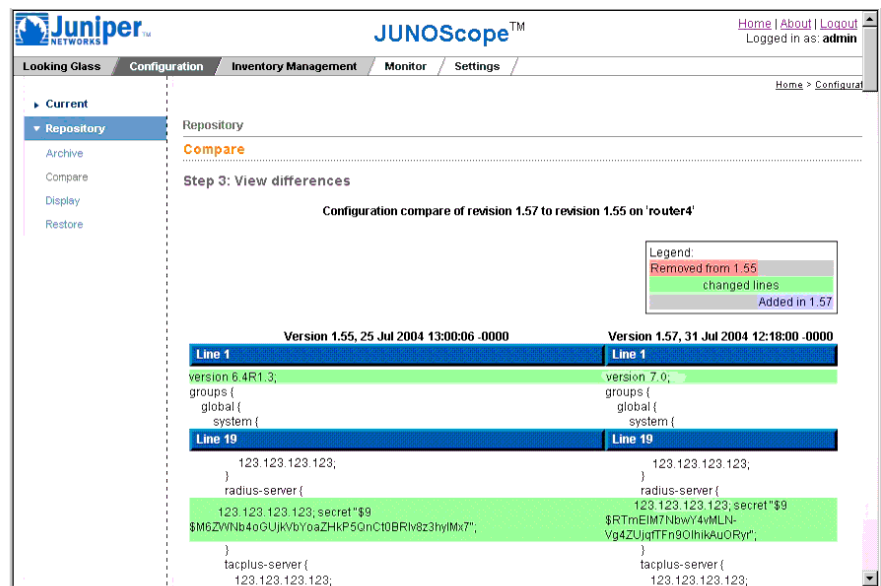 Juniper™
NETWORKS
JUNOScope™
Home | About | Logout
Logged in as: admin
Looking Glass / Configuration / Inventory Management / Monitor / Settings /
Home > Configurat
Current
Repository
Archive
Compare
Display
Restore
Repository
Compare
Step 3: View differences
Configuration compare of revision 1.57 to revision 1.55 on 'router4'
Legend:
Removed from 1.55
changed lines
Added in 1.57
Version 1.55, 25 Jul 2004 13:00:06 -0000 Version 1.57, 31 Jul 2004 12:18:00 -0000
Line 1 Line 1
version 6.4R1.3; version 7.0;
groups { groups {
global { global {
system { system {
Line 19 Line 19
123.123.123.123; 123.123.123.123;
} }
radius-server { radius-server {
123.123.123.123; secret "$9
$M6ZWNb4oGUjkVbYoaZHkP5QnCt0BRIv8z3hylMx7";
123.123.123.123; secret "$9
$RTmElM7NbwY4vMLN-
Vg4ZUjqfTFn9OIhikAuORyr";
} }
tacplus-server { tacplus-server {
123.123.123.123; 123.123.123.123;